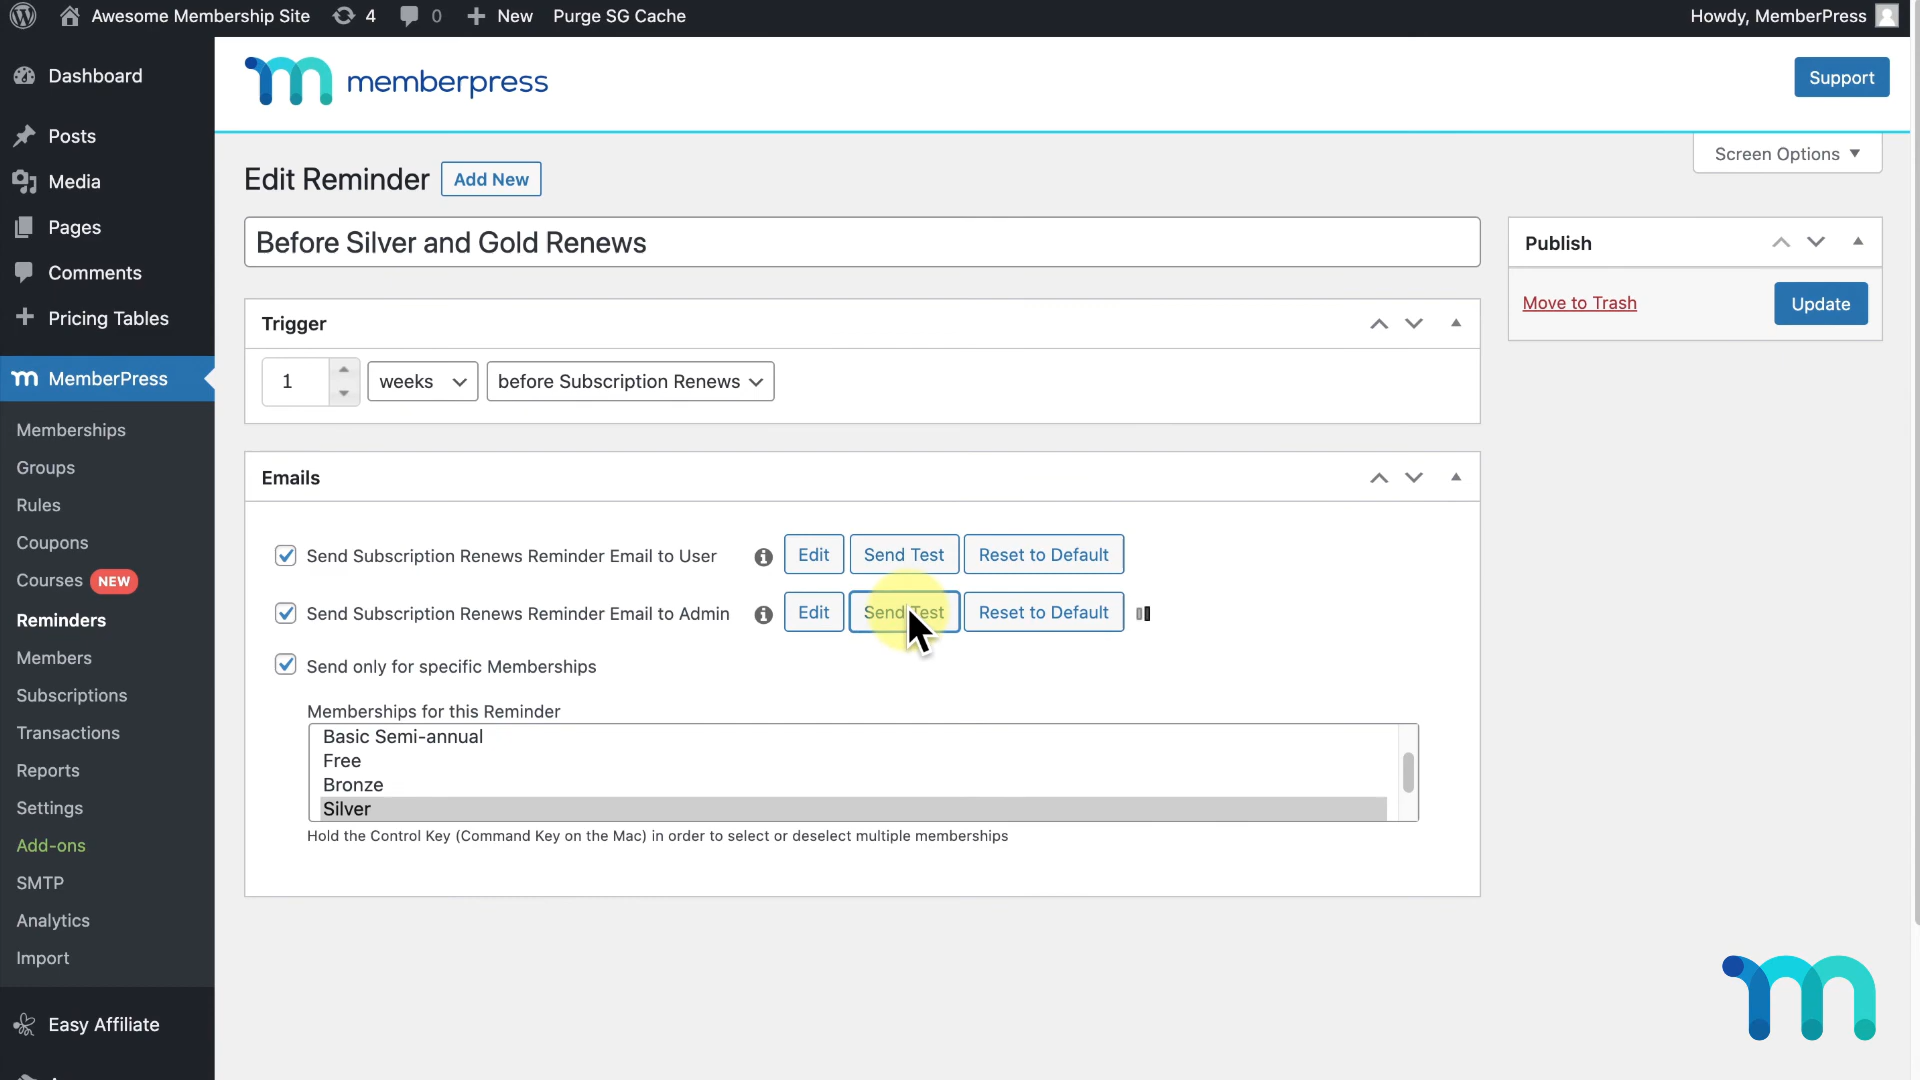 Awesome Membership Site 4 0 New Purge SG Cache Howdy, MemberPress
Dashboard
Posts
Media
Pages
Comments
Pricing Tables
MemberPress
Memberships
Groups
Rules
Coupons
Courses NEW
Reminders
Members
Subscriptions
Transactions
Reports
Settings
Add-ons
SMTP
Analytics
Import
Easy Affiliate
memberpress
Support
Screen Options
Edit Reminder Add New
Before Silver and Gold Renews
Trigger
1 weeks before Subscription Renews
Emails
Send Subscription Renews Reminder Email to User Edit Send Test Reset to Default
Send Subscription Renews Reminder Email to Admin Edit Send Test Reset to Default
Send only for specific Memberships
Memberships for this Reminder
Basic Semi-annual
Free
Bronze
Silver
Hold the Control Key (Command Key on the Mac) in order to select or deselect multiple memberships
Publish
Move to Trash Update